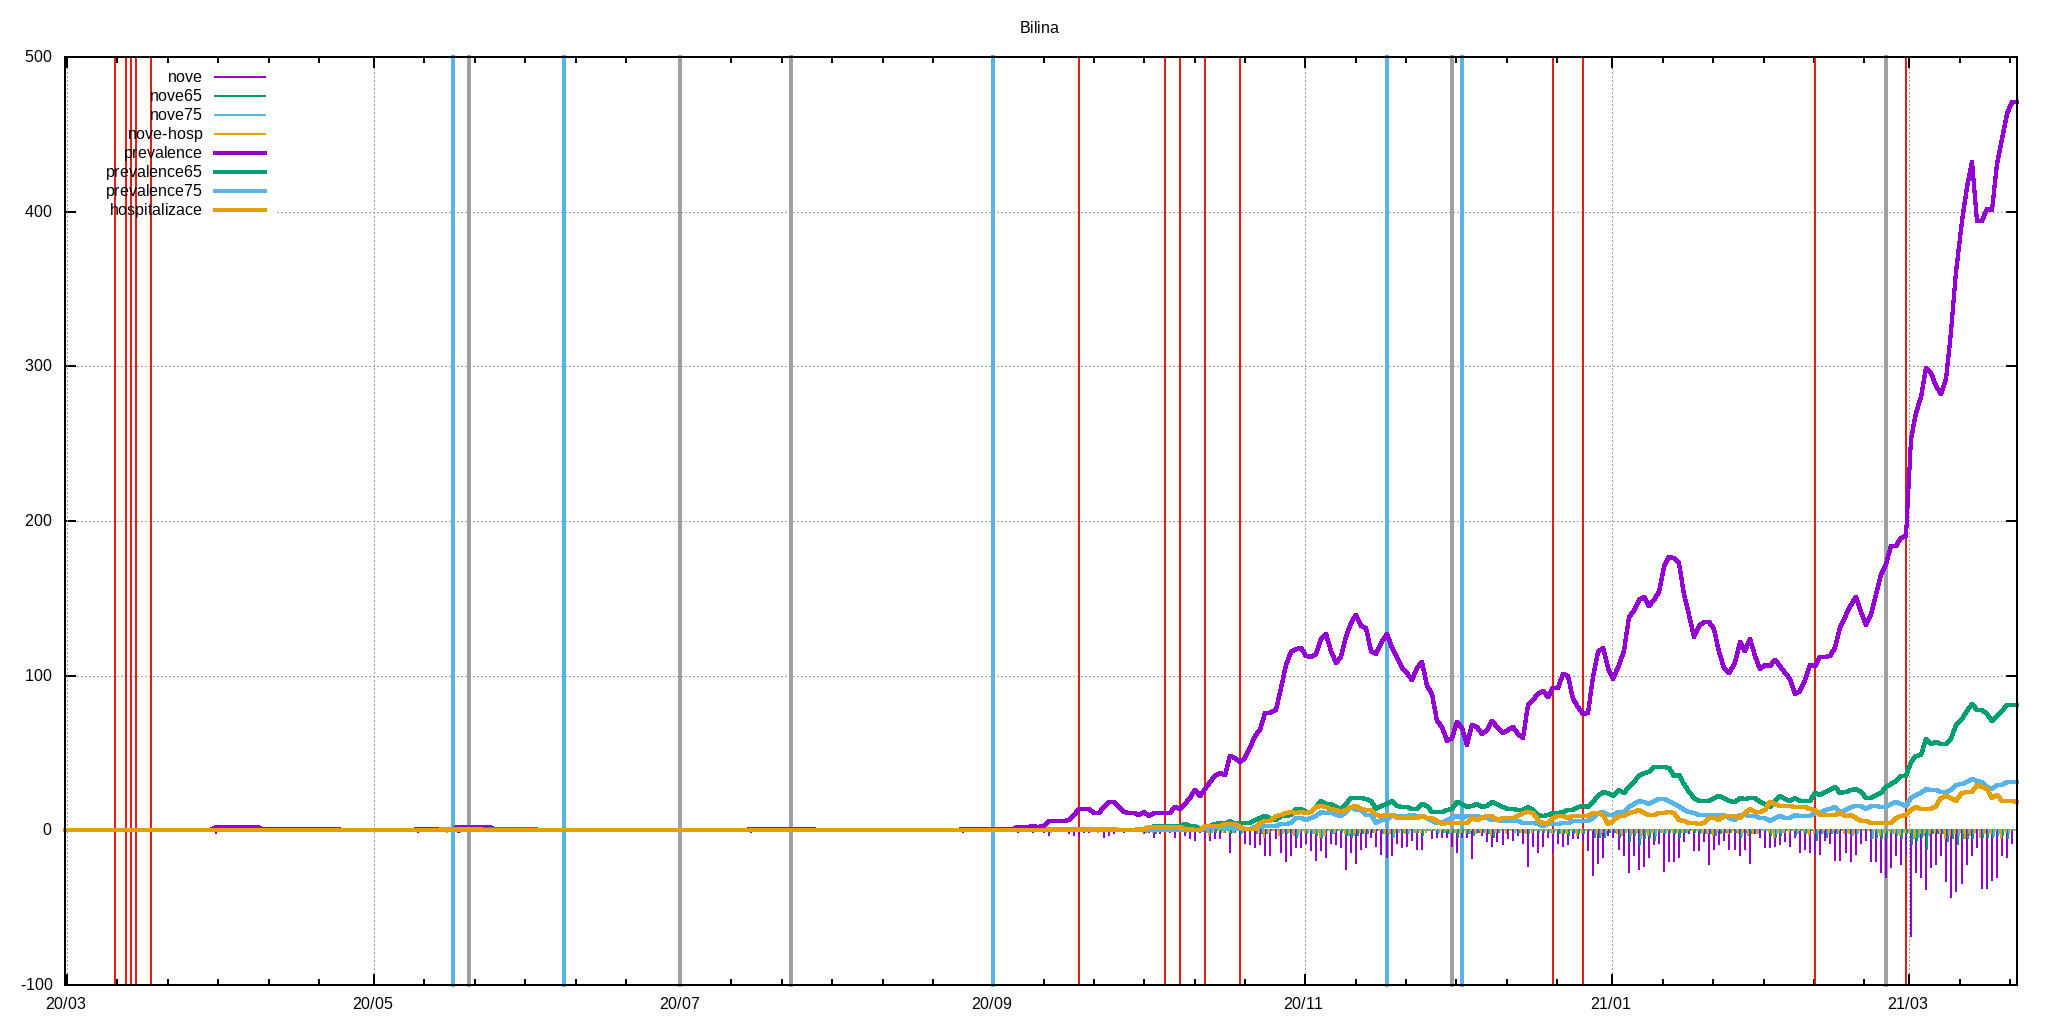 Bilina
500
400
300
200
100
0
-100
nove
nove65
nove75
nove-hosp
prevalence
prevalence65
prevalence75
hospitalizace
20/03 20/05 20/07 20/09 20/11 21/01 21/03